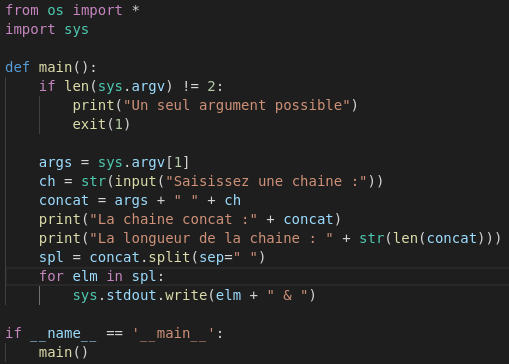 from os import *
import sys
def main():
    if len(sys.argv) != 2:
        print("Un seul argument possible")
        exit(1)
    args = sys.argv[1]
    ch = str(input("Saisissez une chaine :"))
    concat = args + " " + ch
    print("La chaine concat :" + concat)
    print("La longueur de la chaine : " + str(len(concat)))
    spl = concat.split(sep=" ")
    for elm in spl:
        sys.stdout.write(elm + " & ")
if __name__ == '__main__':
    main()